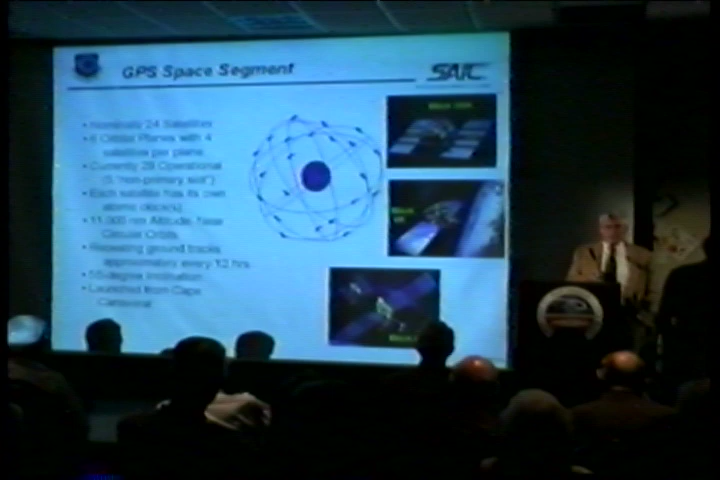 GPS Space Segment
SAIC
• Nominally 24 Satellites
• 6 Orbital Planes with 4
satellites per plane
• Currently 28 Operational
• Each satellite has its own
atomic clock(s)
• 11,000 nm Altitude, Near
Circular Orbits
• Repeating ground tracks
approximately every 12 hrs
• 55-degree inclination
• Launched from Cape
Canaveral